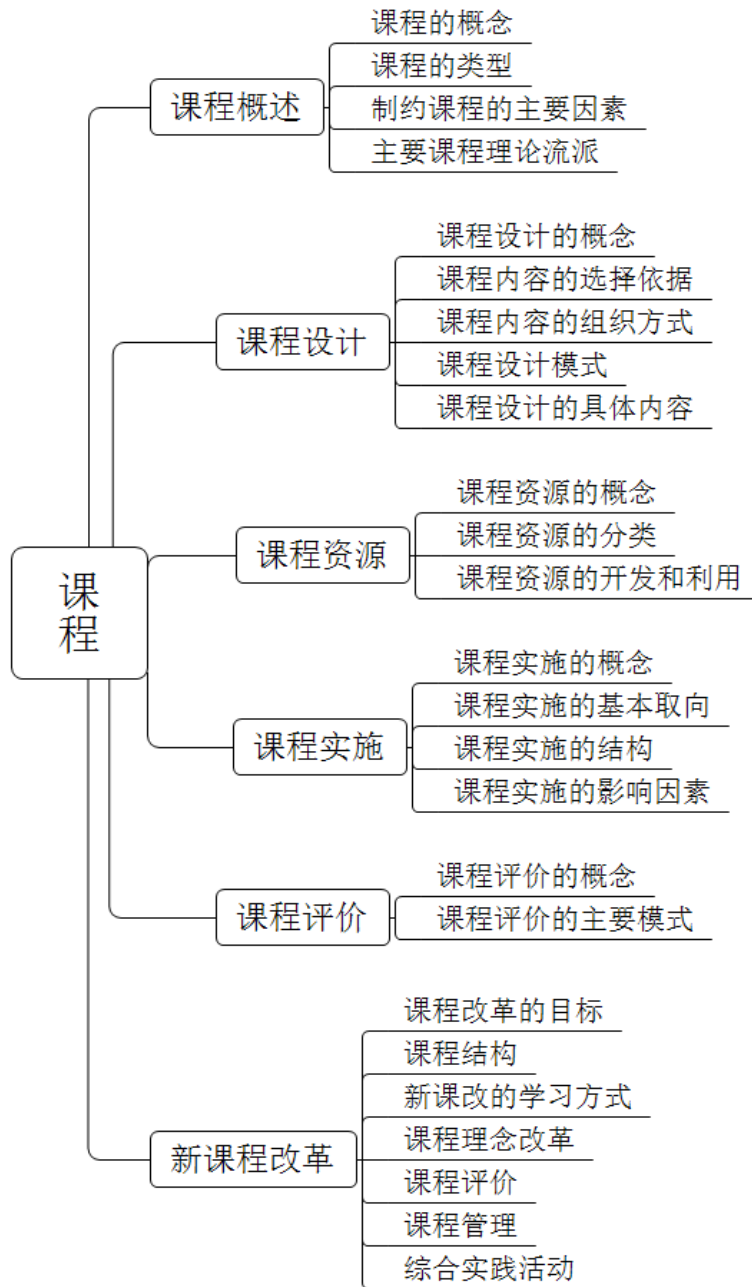 课程
课程概述
课程的概念
课程的类型
制约课程的主要因素
主要课程理论流派
课程设计
课程设计的概念
课程内容的选择依据
课程内容的组织方式
课程设计模式
课程设计的具体内容
课程资源
课程资源的概念
课程资源的分类
课程资源的开发和利用
课程实施
课程实施的概念
课程实施的基本取向
课程实施的结构
课程实施的影响因素
课程评价
课程评价的概念
课程评价的主要模式
新课程改革
课程改革的目标
课程结构
新课改的学习方式
课程理念改革
课程评价
课程管理
综合实践活动